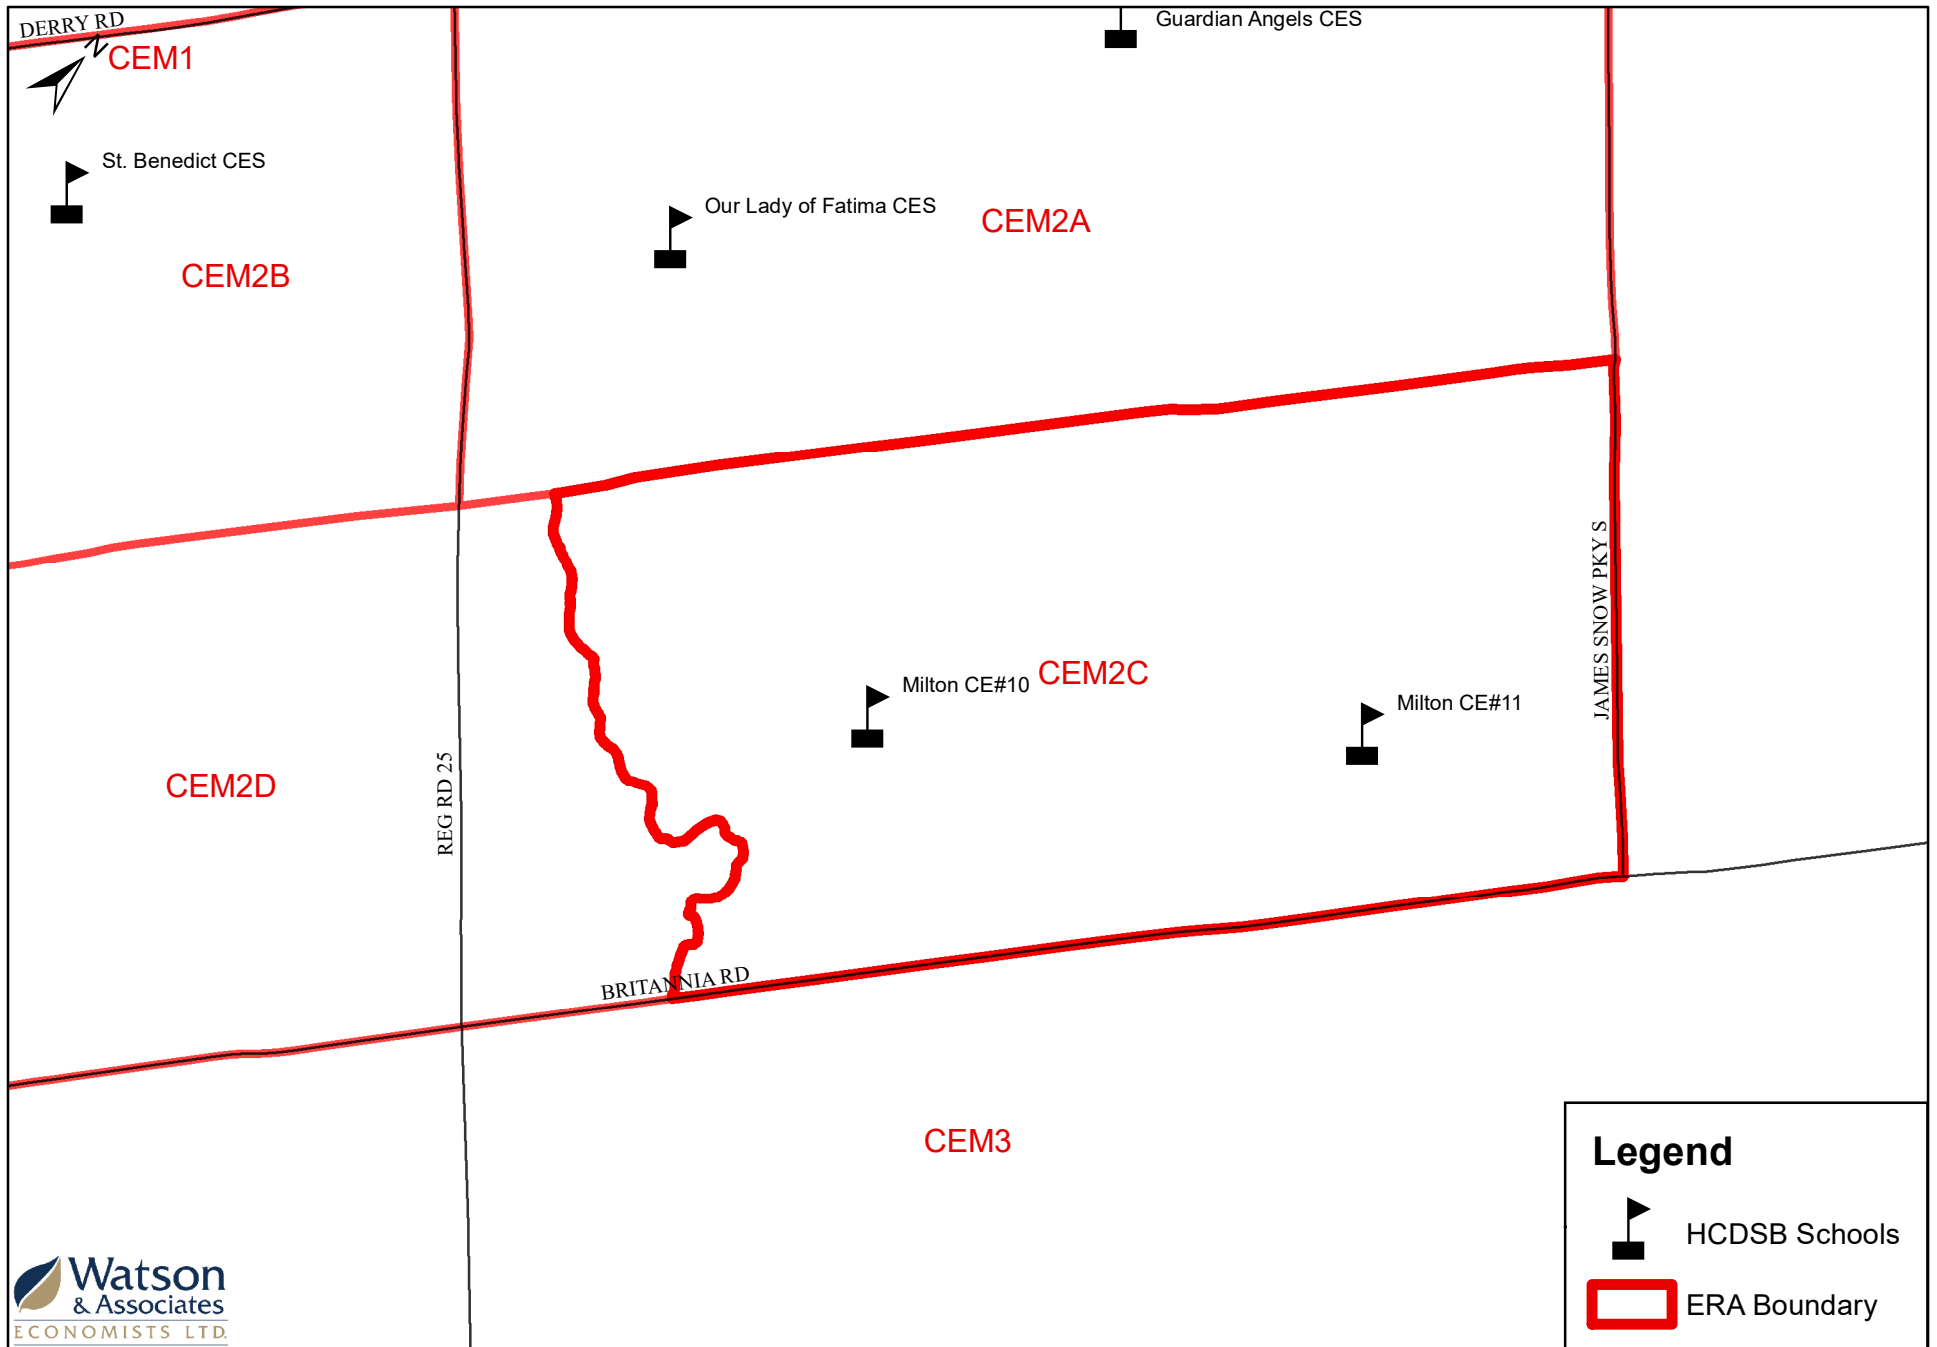 DERRY RD
Guardian Angels CES
N
CEM1
St. Benedict CES
Our Lady of Fatima CES
CEM2A
CEM2B
JAMES SNOW PKY S
CEM2C
Milton CE#10
Milton CE#11
CEM2D
REG RD 25
BRITANNIA RD
CEM3
Legend
HCDSB Schools
ERA Boundary
Watson
& Associates
ECONOMISTS LTD.